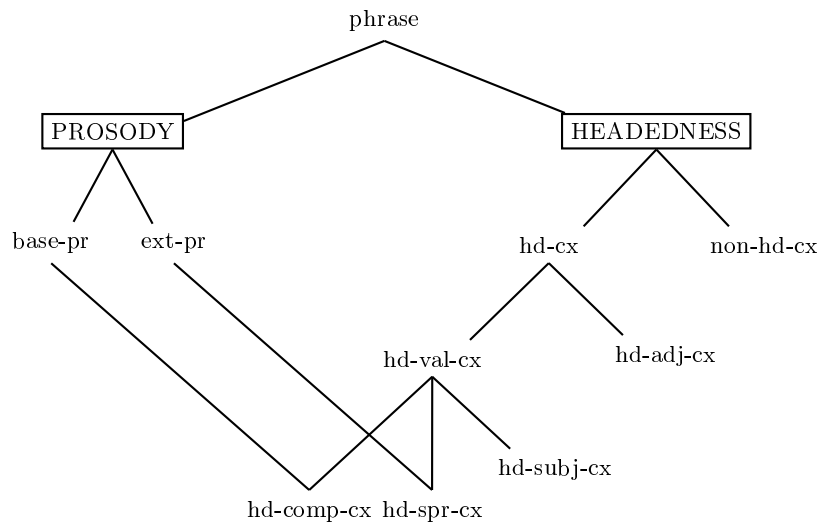 phrase
PROSODY HEADEDNESS
base-pr ext-pr hd-cx non-hd-cx
hd-val-cx hd-adj-cx
hd-subj-cx
hd-comp-cx hd-spr-cx